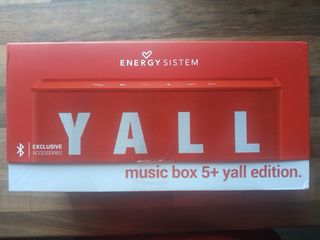 ENERGY SISTEM
YALL
EXCLUSIVE
ACCESSORIES
music box 5+ yall edition.